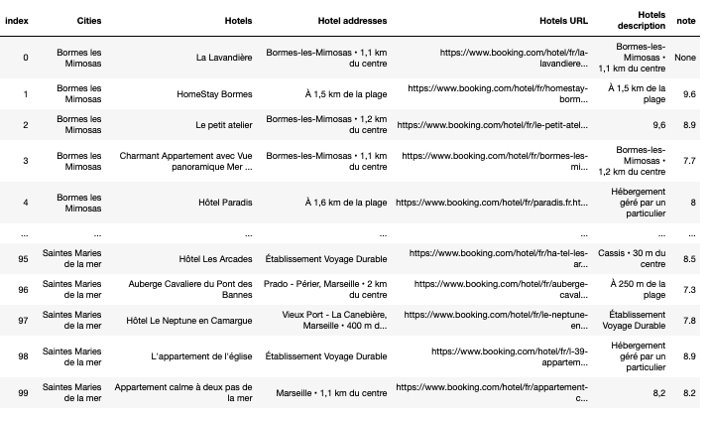 index Cities Hotels Hotel addresses Hotels URL Hotels description note
0 Bormes les Mimosas La Lavandière Bormes-les-Mimosas • 1,1 km du centre https://www.booking.com/hotel/fr/la-lavandiere... Bormes-les-Mimosas • 1,1 km du centre None
1 Bormes les Mimosas HomeStay Bormes À 1,5 km de la plage https://www.booking.com/hotel/fr/homestay-borm... À 1,5 km de la plage 9.6
2 Bormes les Mimosas Le petit atelier Bormes-les-Mimosas • 1,2 km du centre https://www.booking.com/hotel/fr/le-petit-atel... 9,6 8.9
3 Bormes les Mimosas Charmant Appartement avec Vue panoramique Mer ... Bormes-les-Mimosas • 1,1 km du centre https://www.booking.com/hotel/fr/bormes-les-mi... Bormes-les-Mimosas • 1,2 km du centre 7.7
4 Bormes les Mimosas Hôtel Paradis À 1,6 km de la plage https://www.booking.com/hotel/fr/paradis.fr.ht... Hébergement géré par un particulier 8
... ... ... ... ... ... ...
95 Saintes Maries de la mer Hôtel Les Arcades Établissement Voyage Durable https://www.booking.com/hotel/fr/ha-tel-les-ar... Cassis • 30 m du centre 8.5
96 Saintes Maries de la mer Auberge Cavaliere du Pont des Bannes Prado - Périer, Marseille • 2 km du centre https://www.booking.com/hotel/fr/auberge-caval... À 250 m de la plage 7.3
97 Saintes Maries de la mer Hôtel Le Neptune en Camargue Vieux Port - La Canebière, Marseille • 400 m d... https://www.booking.com/hotel/fr/le-neptune-en... Établissement Voyage Durable 7.8
98 Saintes Maries de la mer L'appartement de l'église Établissement Voyage Durable https://www.booking.com/hotel/fr/l-39-appartem... Hébergement géré par un particulier 8.9
99 Saintes Maries de la mer Appartement calme à deux pas de la mer Marseille • 1,1 km du centre https://www.booking.com/hotel/fr/appartement-c... 8,2 8.2